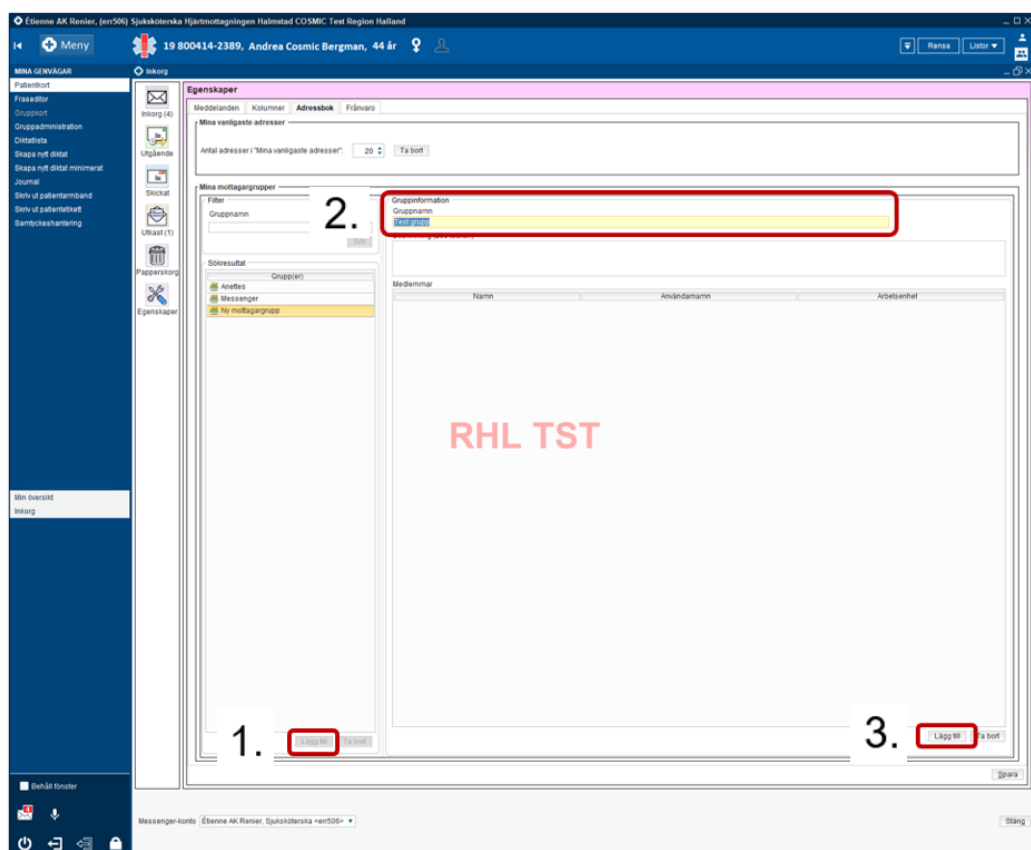 Étienne AK Renier, (err506) Sjuksköterska Hjärtmottagningen Halmstad COSMIC Test Region Halland
Meny
19 800414-2389, Andrea Cosmic Bergman, 44 år
Rensa
Listor
MINA GENVÄGAR
Patientkort
Fraseditor
Gruppkort
Gruppadministration
Diktatlista
Skapa nytt diktat
Skapa nytt diktat minimerat
Journal
Skriv ut patientarmband
Skriv ut patientetikett
Samtyckeshantering
Min översikt
Inkorg
Behåll fönster
4
Inkorg
Inkorg (4)
Utgående
Skickat
Utkast (1)
Papperskorg
Egenskaper
Egenskaper
Meddelanden Kolumner Adressbok Frånvaro
Mina vanligaste adresser
Antal adresser i "Mina vanligaste adresser": 20 Ta bort
Mina mottagargrupper
Filter
Gruppnamn
Sök
2.
Gruppinformation
Gruppnamn
Test grupp
Sökresultat
Grupp(er)
Anettes
Messenger
Ny mottagargrupp
Medlemmar
Namn Användarnamn Arbetsenhet
RHL TST
1.
Lägg till Ta bort
3.
Lägg till Ta bort
Spara
Messenger-konto Étienne AK Renier, Sjuksköterska <err506>
Stäng